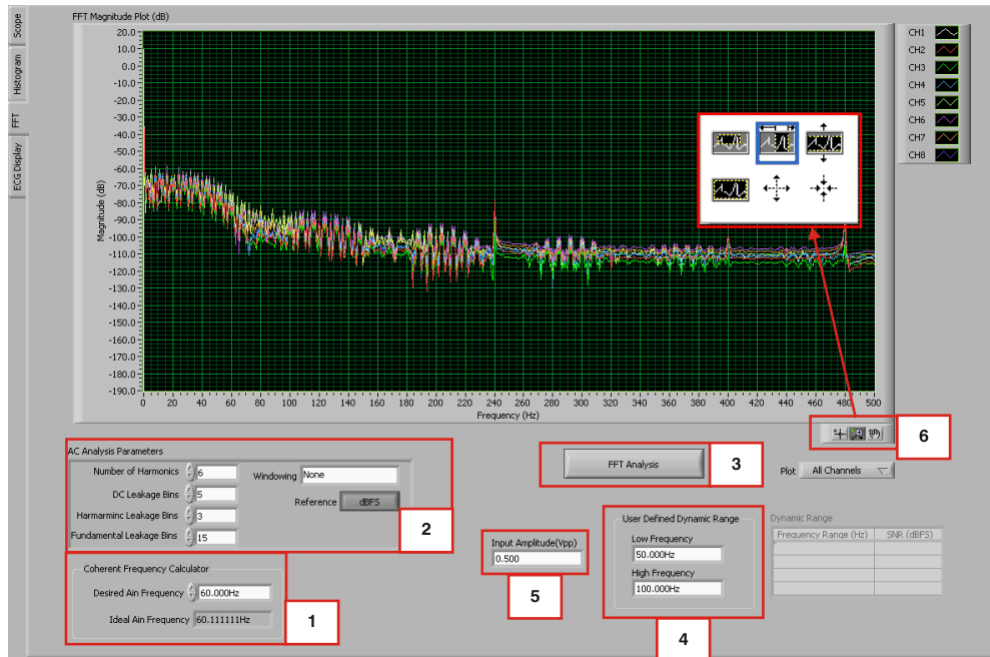 Scope
Histogram
FFT
ECG Display
FFT Magnitude Plot (dB)
20.0
10.0
0.0
-10.0
-20.0
-30.0
-40.0
-50.0
-60.0
-70.0
-80.0
-90.0
-100.0
-110.0
-120.0
-130.0
-140.0
-150.0
-160.0
-170.0
-180.0
-190.0
Magnitude (dB)
0 20 40 60 80 100 120 140 160 180 200 220 240 260 280 300 320 340 360 380 400 420 440 460 480 500
Frequency (Hz)
CH1
CH2
CH3
CH4
CH5
CH6
CH7
CH8
6
AC Analysis Parameters
Number of Harmonics 6
DC Leakage Bins 5
Harmarminc Leakage Bins 3
Fundamental Leakage Bins 15
Windowing None
Reference dBFS
2
FFT Analysis
3
Plot All Channels
Coherent Frequency Calculator
Desired Ain Frequency 60.000Hz
Ideal Ain Frequency 60.111111Hz
1
Input Amplitude(Vpp)
0.500
5
User Defined Dynamic Range
Low Frequency
50.000Hz
High Frequency
100.000Hz
4
Dynamic Range
Frequency Range (Hz) SNR (dBFS)